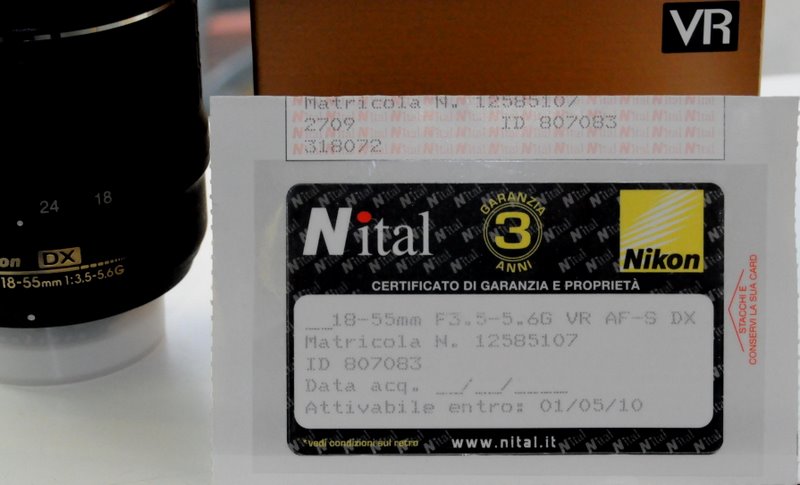 VR
Matricola N. 12585107
2709 ID 807083
318072
24 18
DX
18-55mm 1:3.5-5.6G
Nital
GARANZIA
3
ANNI
Nikon
CERTIFICATO DI GARANZIA E PROPRIETÀ
__18-55mm F3.5-5.6G VR AF-S DX
Matricola N. 12585107
ID 807083
Data acq. __/__/____
Attivabile entro: 01/05/10
*vedi condizioni sul retro
www.nital.it
STACCHI E
CONSERVI LA SUA CARD